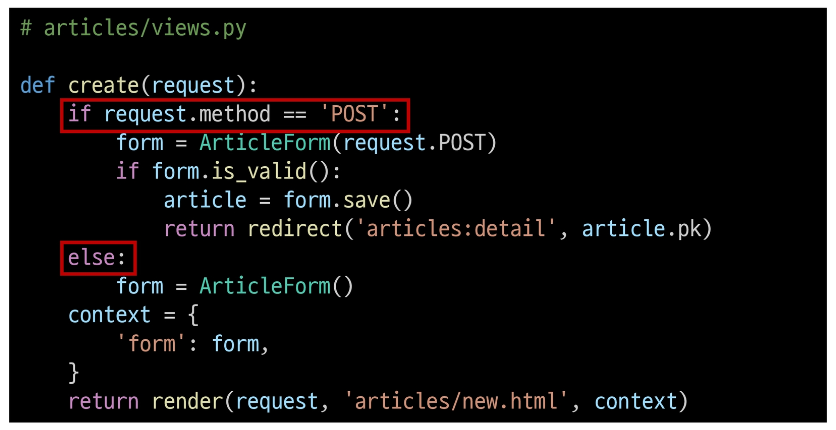 # articles/views.py
def create(request):
    if request.method == 'POST':
        form = ArticleForm(request.POST)
        if form.is_valid():
            article = form.save()
            return redirect('articles:detail', article.pk)
    else:
        form = ArticleForm()
    context = {
        'form': form,
    }
    return render(request, 'articles/new.html', context)